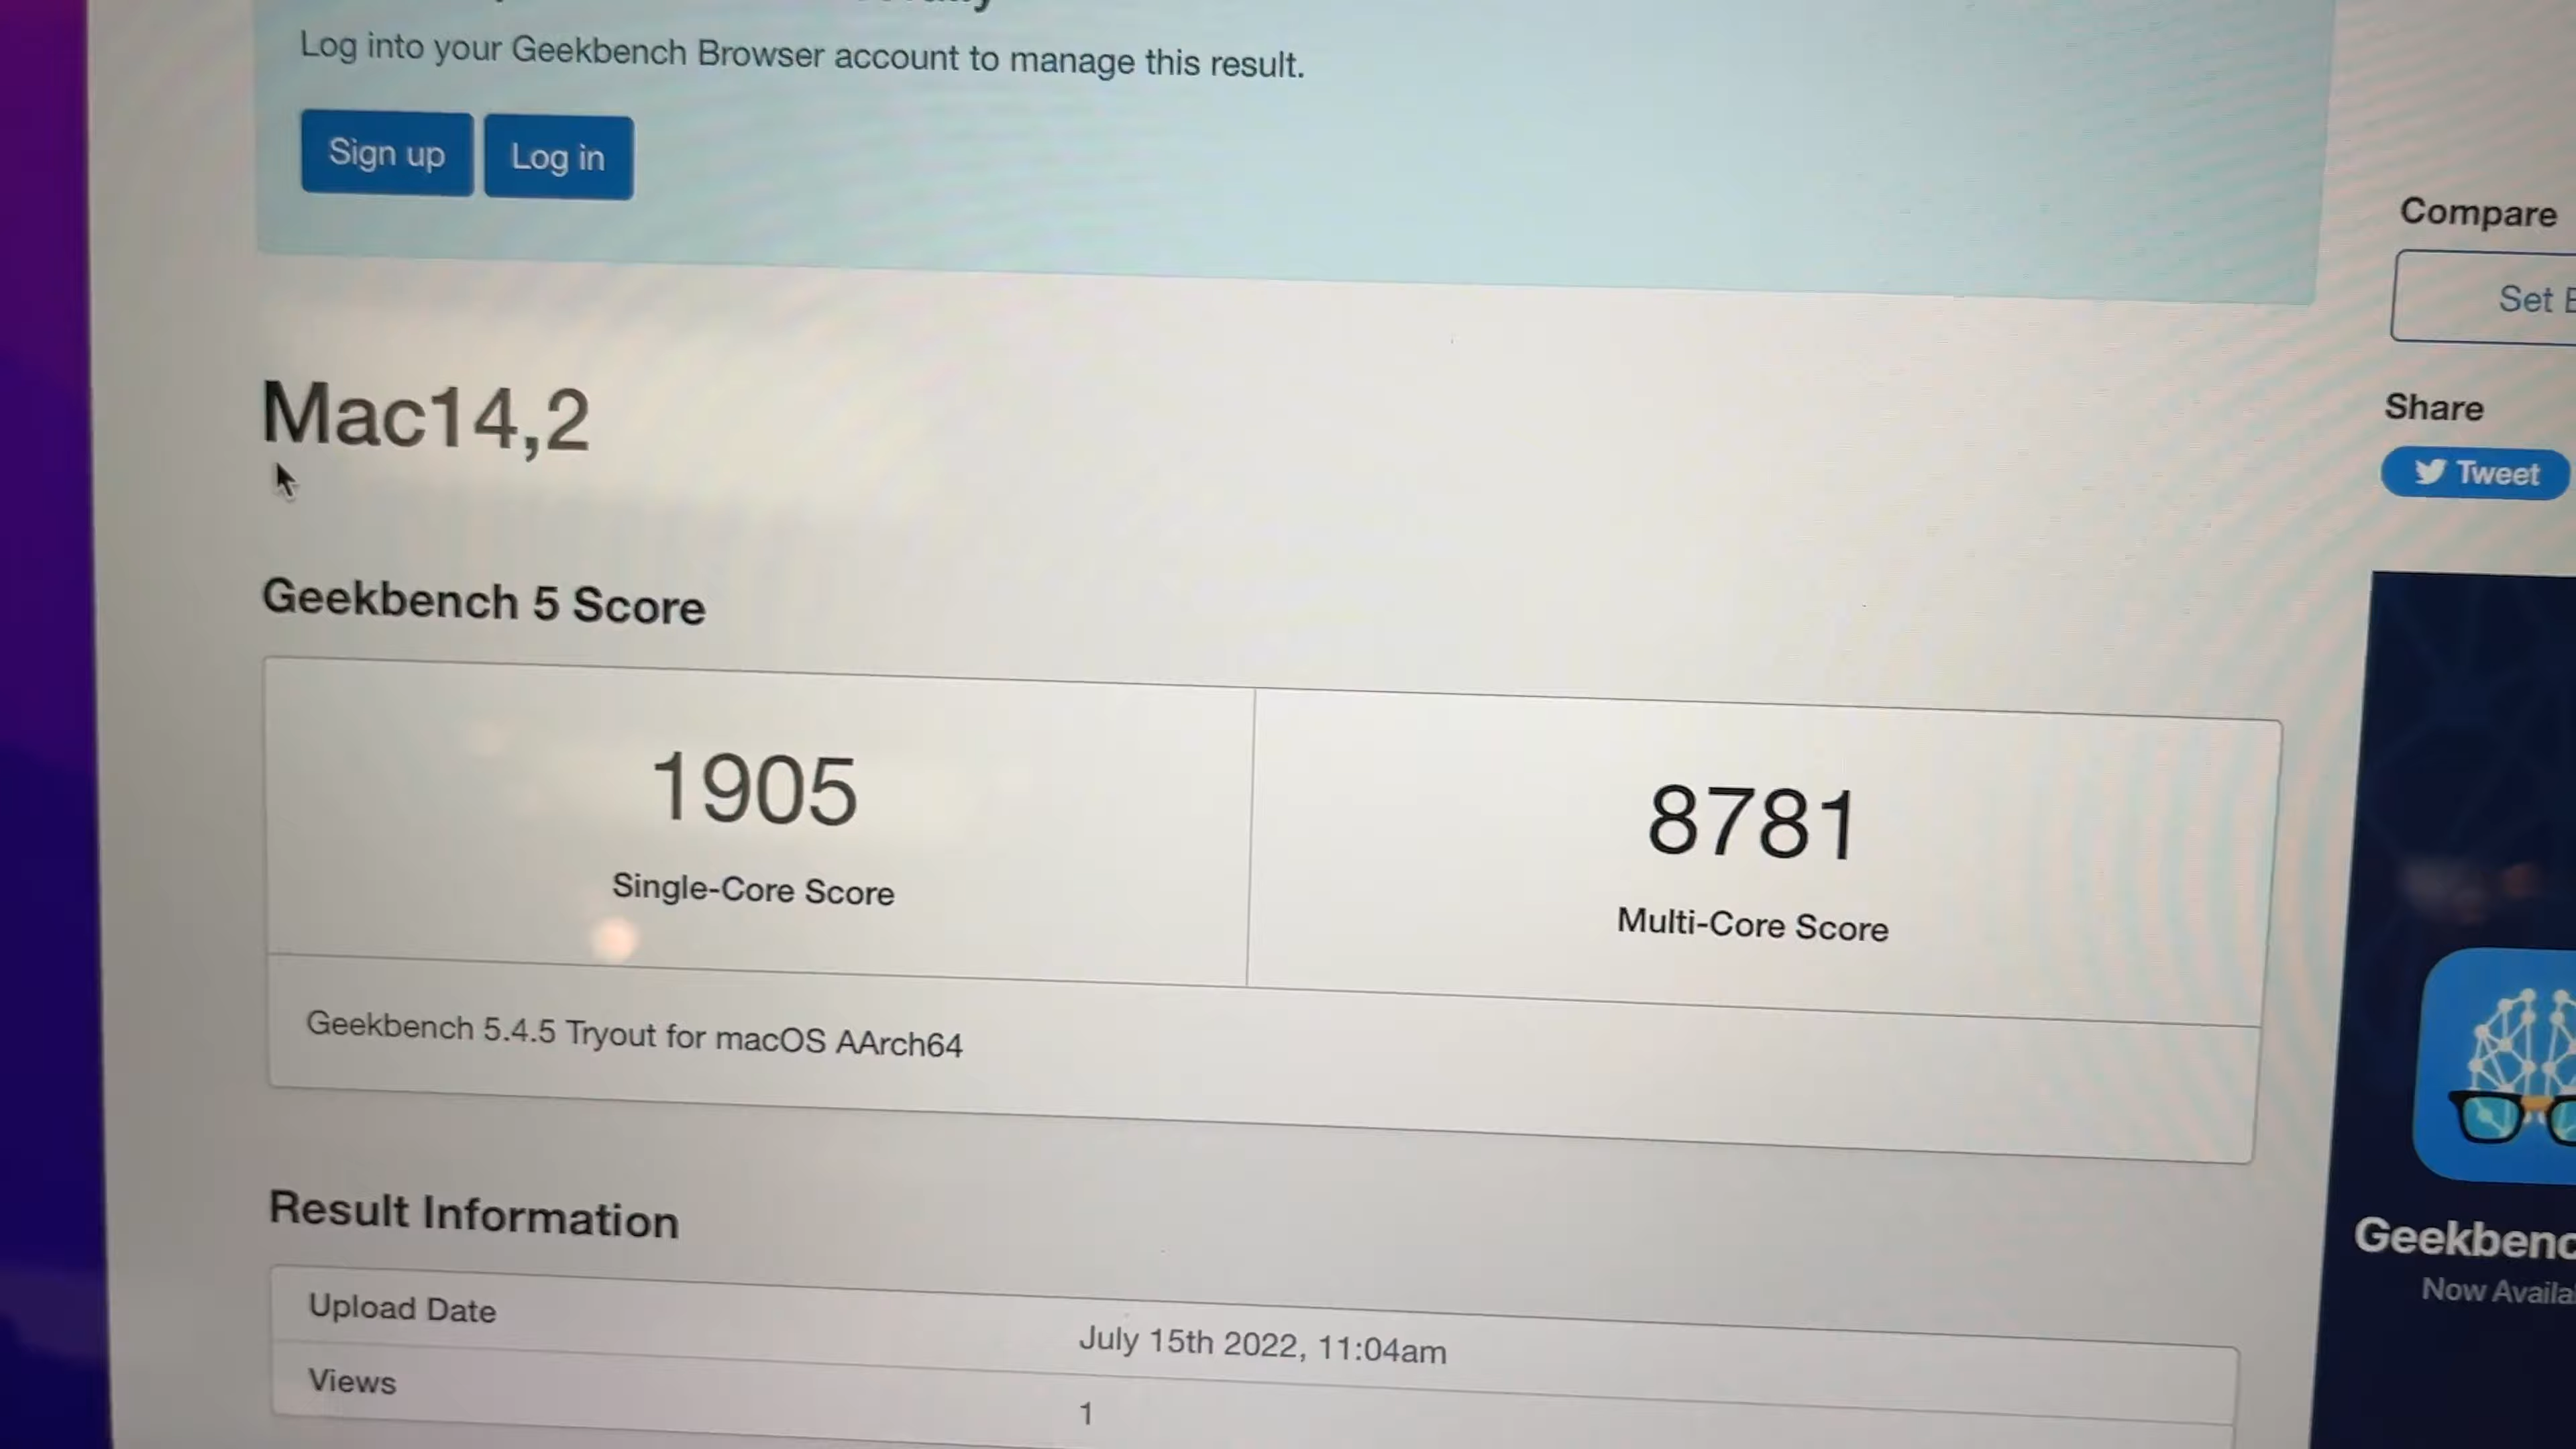 Log into your Geekbench Browser account to manage this result.
Sign up
Log in
Compare
Set
Share
Tweet
Mac14,2
Geekbench 5 Score
1905
Single-Core Score
8781
Multi-Core Score
Geekbench 5.4.5 Tryout for macOS AArch64
Result Information
Upload Date
July 15th 2022, 11:04am
Views
1
Now